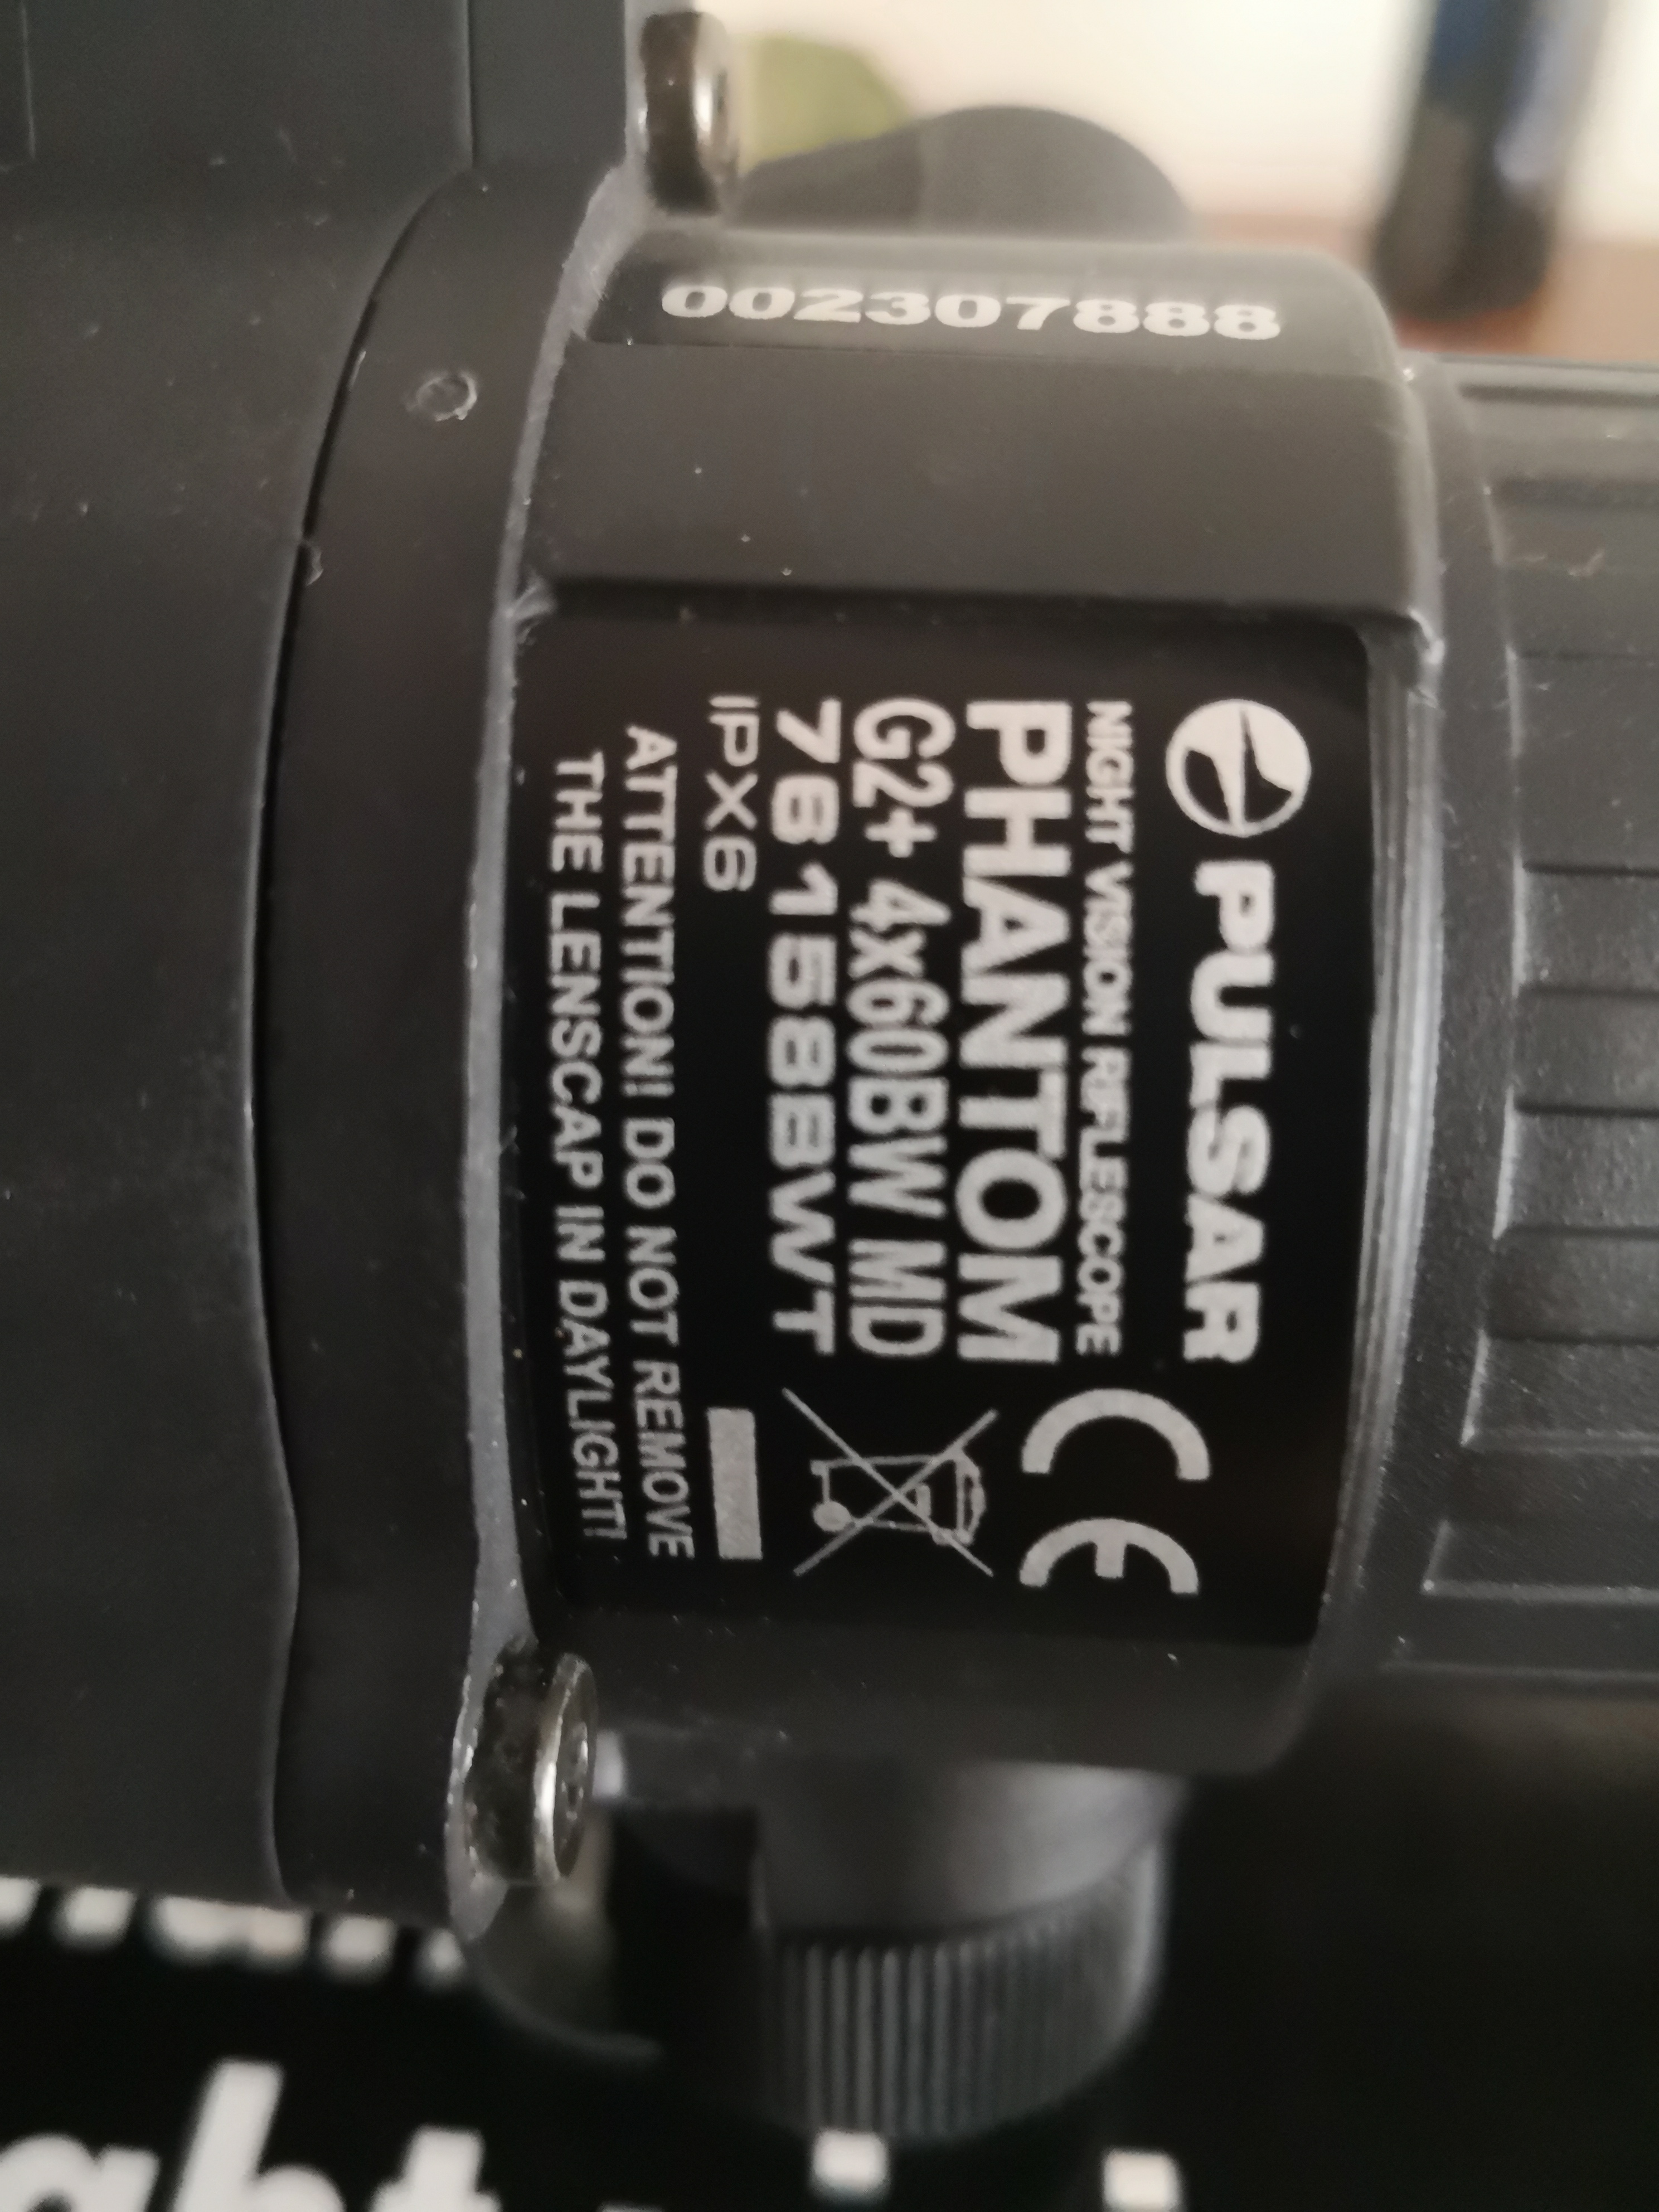 002307888
PULSAR
NIGHT VISION RIFLESCOPE
PHANTOM
G2+ 4x60BW MD
76158BWT
IPX6
CE
ATTENTION! DO NOT REMOVE
THE LENSCAP IN DAYLIGHT!
ght